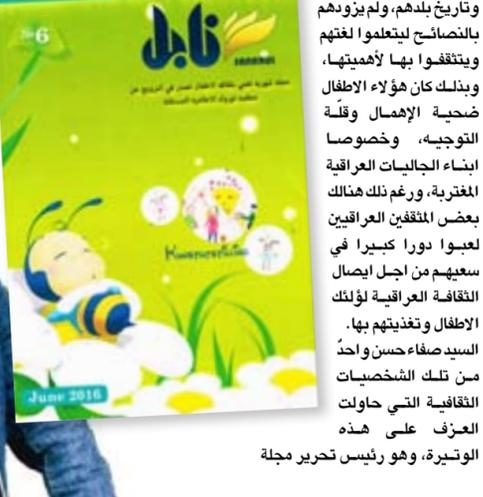 وتاريخ بلدهم، ولم يزودهم
بالنصائح ليتعلموا لغتهم
ويتثقفوا بها لأهميتها،
وبذلك كان هؤلاء الاطفال
ضحية الإهمال وقلّة
التوجيه، وخصوصا
ابناء الجاليات العراقية
المغتربة، ورغم ذلك هنالك
بعض المثقفين العراقيين
لعبوا دورا كبيرا في
سعيهم من اجل ايصال
الثقافة العراقية لؤلئك
الاطفال وتغذيتهم بها.
السيد صفاء حسن واحدٌ
من تلك الشخصيات
الثقافية التي حاولت
العزف على هذه
الوتيرة، وهو رئيس تحرير مجلة
6
June 2016